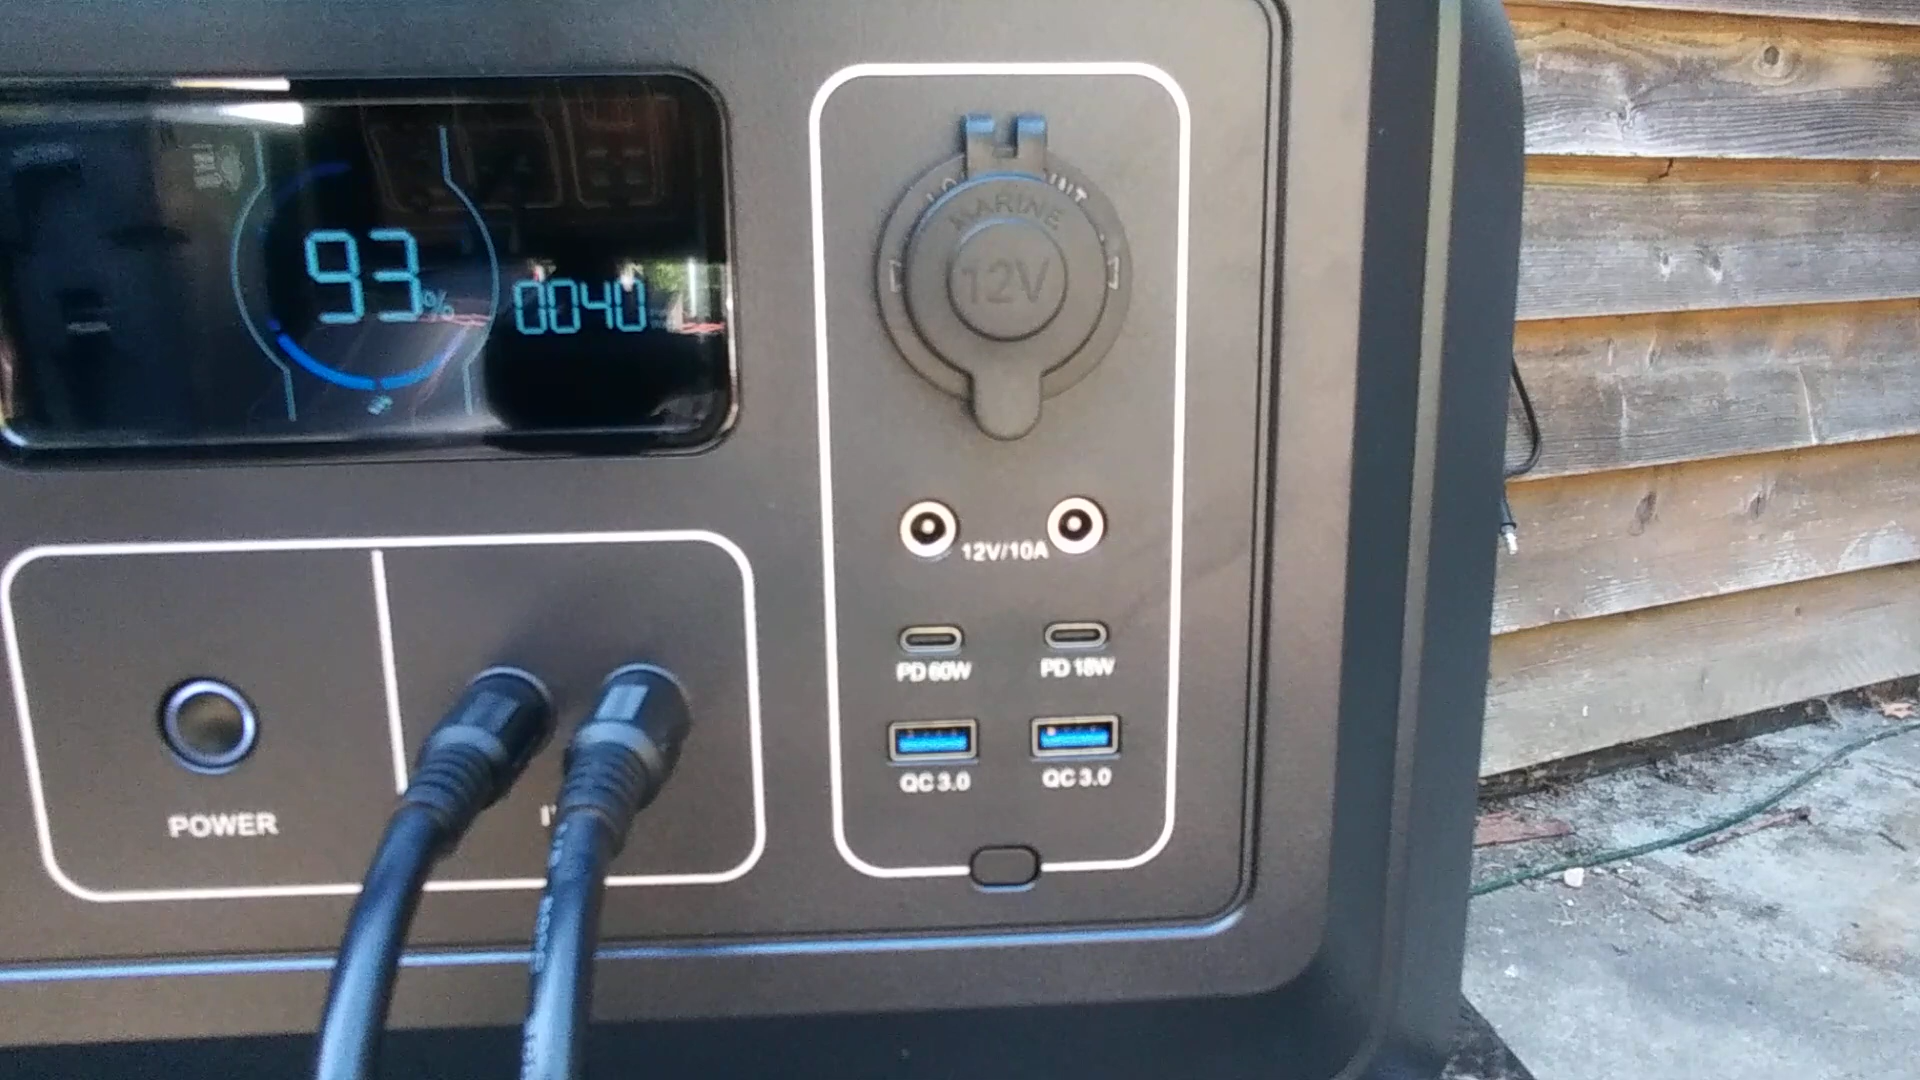 93%
0040
MARINE
12V
12V/10A
PD 60W
PD 18W
QC 3.0
QC 3.0
POWER